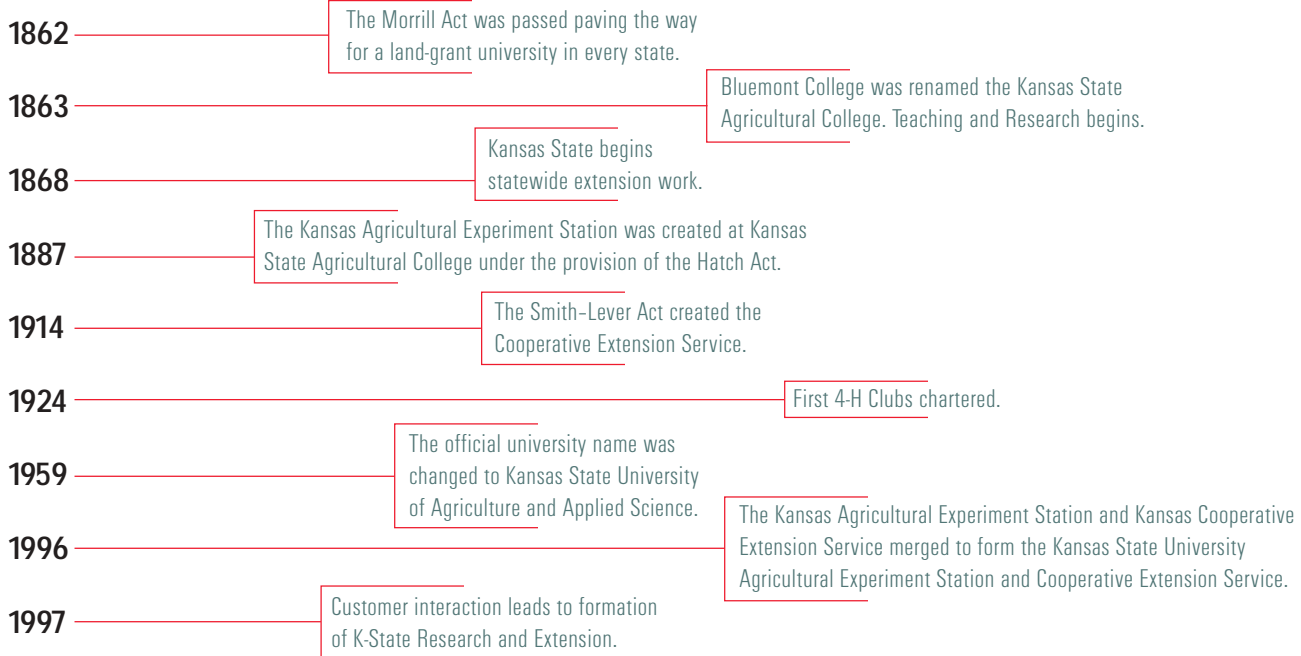 1862
The Morrill Act was passed paving the way
for a land-grant university in every state.
1863
Bluemont College was renamed the Kansas State
Agricultural College. Teaching and Research begins.
1868
Kansas State begins
statewide extension work.
1887
The Kansas Agricultural Experiment Station was created at Kansas
State Agricultural College under the provision of the Hatch Act.
1914
The Smith-Lever Act created the
Cooperative Extension Service.
1924
First 4-H Clubs chartered.
1959
The official university name was
changed to Kansas State University
of Agriculture and Applied Science.
1996
The Kansas Agricultural Experiment Station and Kansas Cooperative
Extension Service merged to form the Kansas State University
Agricultural Experiment Station and Cooperative Extension Service.
1997
Customer interaction leads to formation
of K-State Research and Extension.